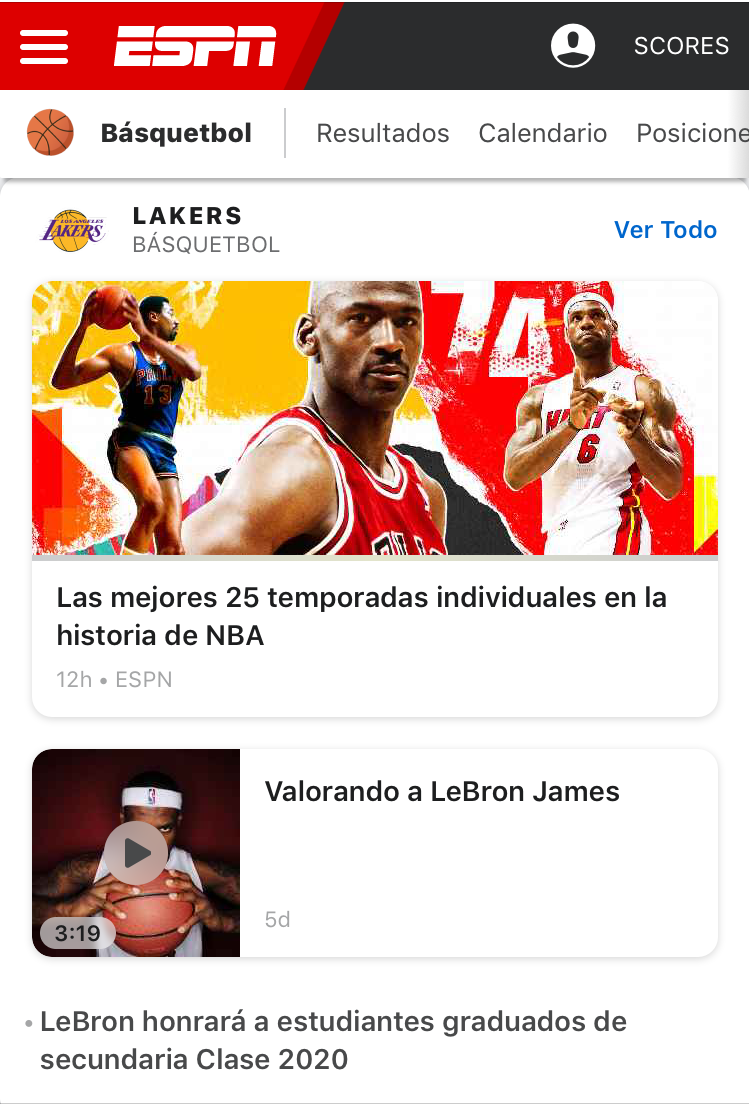 ESPN
SCORES
Básquetbol
Resultados
Calendario
Posicione
LOS ANGELES
LAKERS
LAKERS
BÁSQUETBOL
Ver Todo
74
PHILA
13
HEAT
6
Las mejores 25 temporadas individuales en la
historia de NBA
12h • ESPN
Valorando a LeBron James
3:19
5d
• LeBron honrará a estudiantes graduados de
secundaria Clase 2020